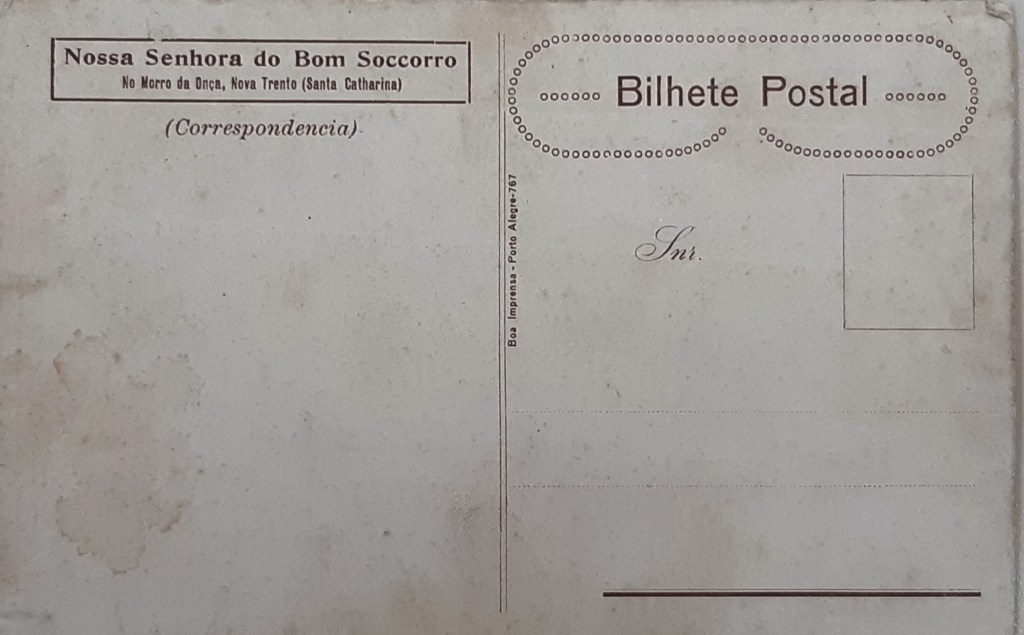 Nossa Senhora do Bom Soccorro
No Morro da Onça, Nova Trento (Santa Catharina)
(Correspondencia)
Bilhete Postal
Boa Imprensa - Porto Alegre-767
Snr.